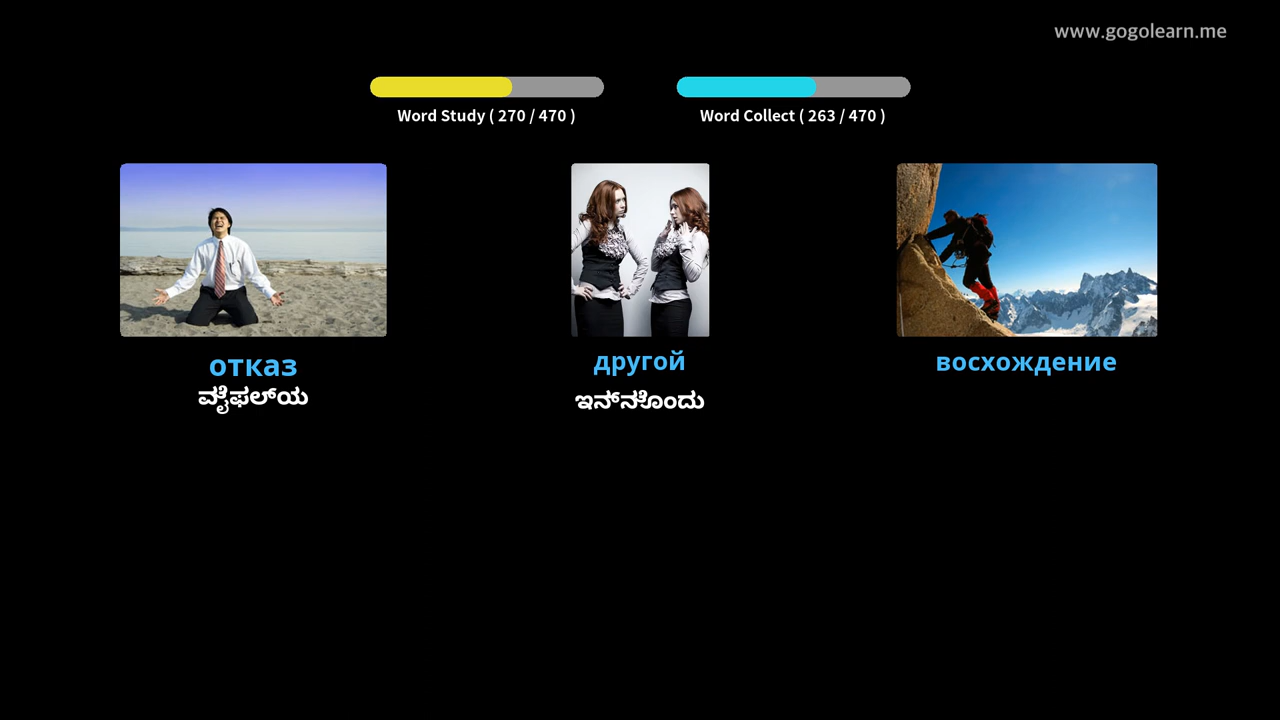 www.gogolearn.me
Word Study ( 270 / 470 )
Word Collect ( 263 / 470 )
отказ
ವೈಫಲ್ಯ
другой
ಇನ್ನೊಂದು
восхождение